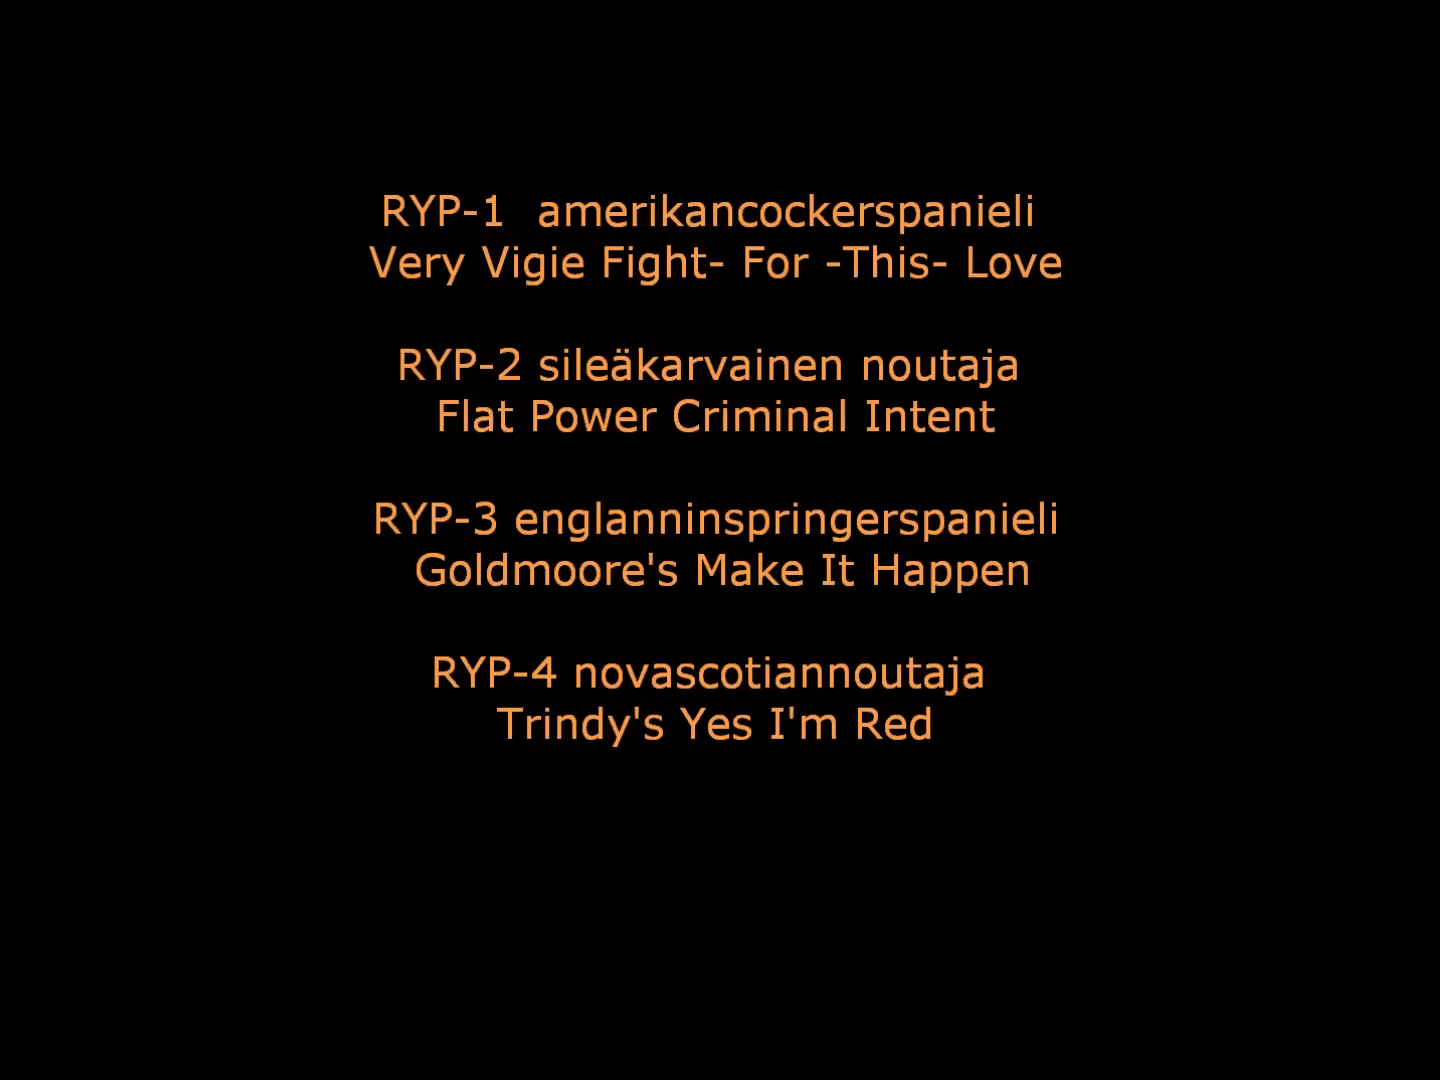 RYP-1  amerikancockerspanieli
Very Vigie Fight- For -This- Love
RYP-2 sileäkarvainen noutaja
Flat Power Criminal Intent
RYP-3 englanninspringerspanieli
Goldmoore's Make It Happen
RYP-4 novascotiannoutaja
Trindy's Yes I'm Red